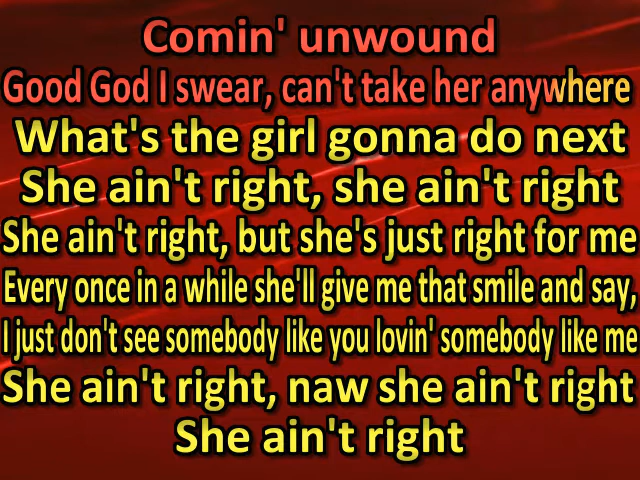 Comin' unwound
Good God I swear, can't take her anywhere
What's the girl gonna do next
She ain't right, she ain't right
She ain't right, but she's just right for me
Every once in a while she'll give me that smile and say,
I just don't see somebody like you lovin' somebody like me
She ain't right, naw she ain't right
She ain't right